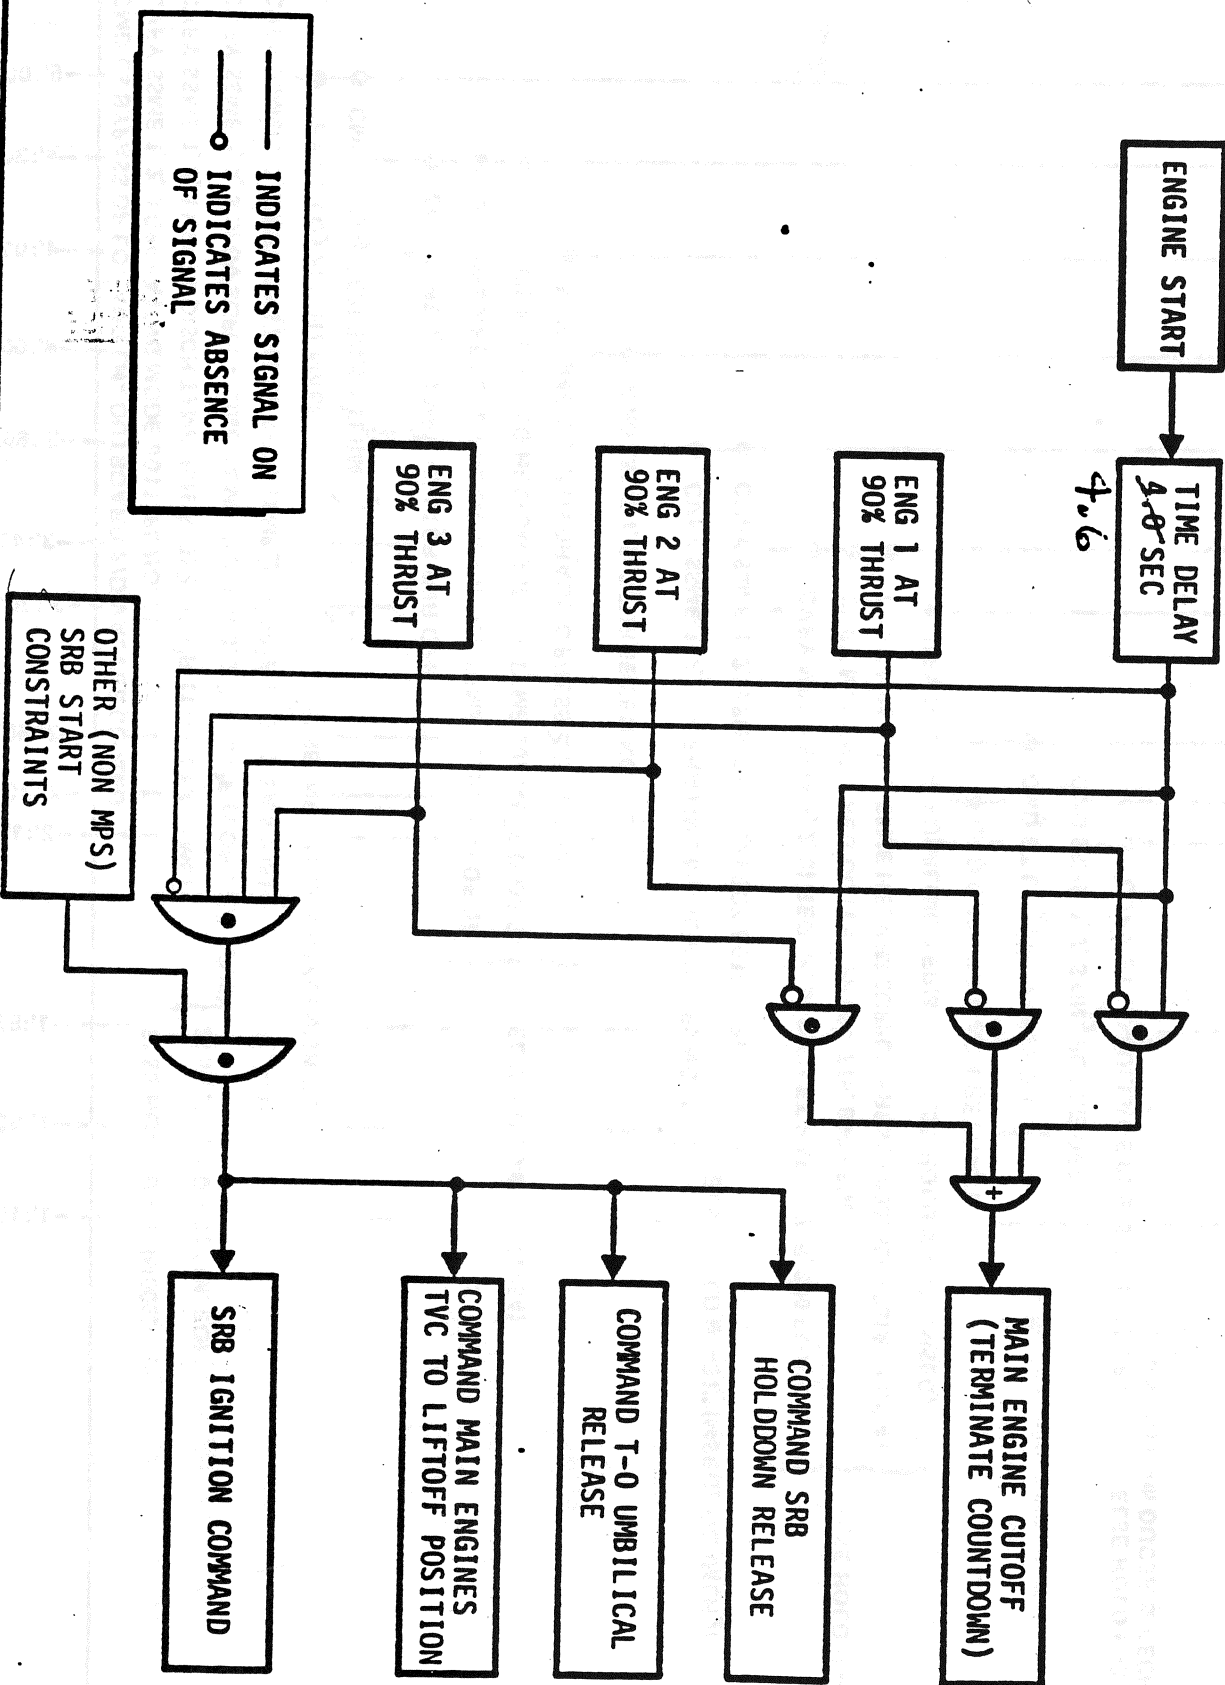 ENGINE START
TIME DELAY
4.0 SEC
4.6
ENG 1 AT
90% THRUST
ENG 2 AT
90% THRUST
ENG 3 AT
90% THRUST
OTHER (NON MPS)
SRB START
CONSTRAINTS
+
MAIN ENGINE CUTOFF
(TERMINATE COUNTDOWN)
COMMAND SRB
HOLDDOWN RELEASE
COMMAND T-O UMBILICAL
RELEASE
COMMAND MAIN ENGINES
TVC TO LIFTOFF POSITION
SRB IGNITION COMMAND
INDICATES SIGNAL ON
INDICATES ABSENCE
OF SIGNAL